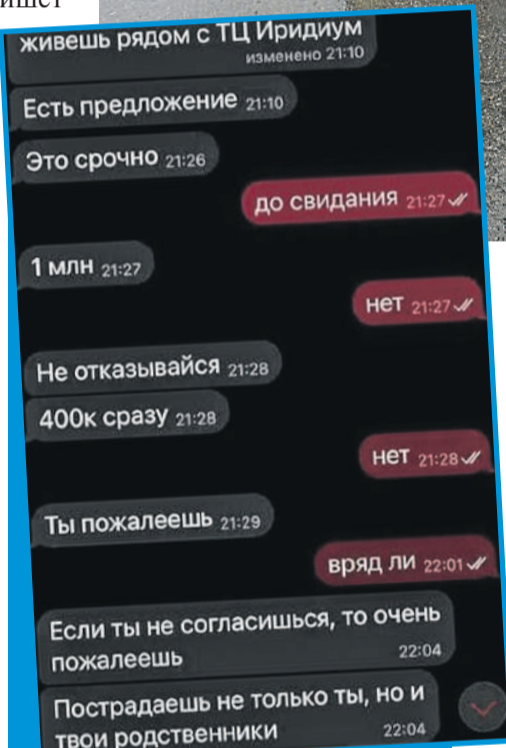 живешь рядом с ТЦ Иридиум
изменено 21:10
Есть предложение 21:10
Это срочно 21:26
до свидания 21:27
1 млн 21:27
нет 21:27
Не отказывайся 21:28
400к сразу 21:28
нет 21:28
Ты пожалеешь 21:29
вряд ли 22:01
Если ты не согласишься, то очень
пожалеешь 22:04
Пострадаешь не только ты, но и
твои родственники 22:04